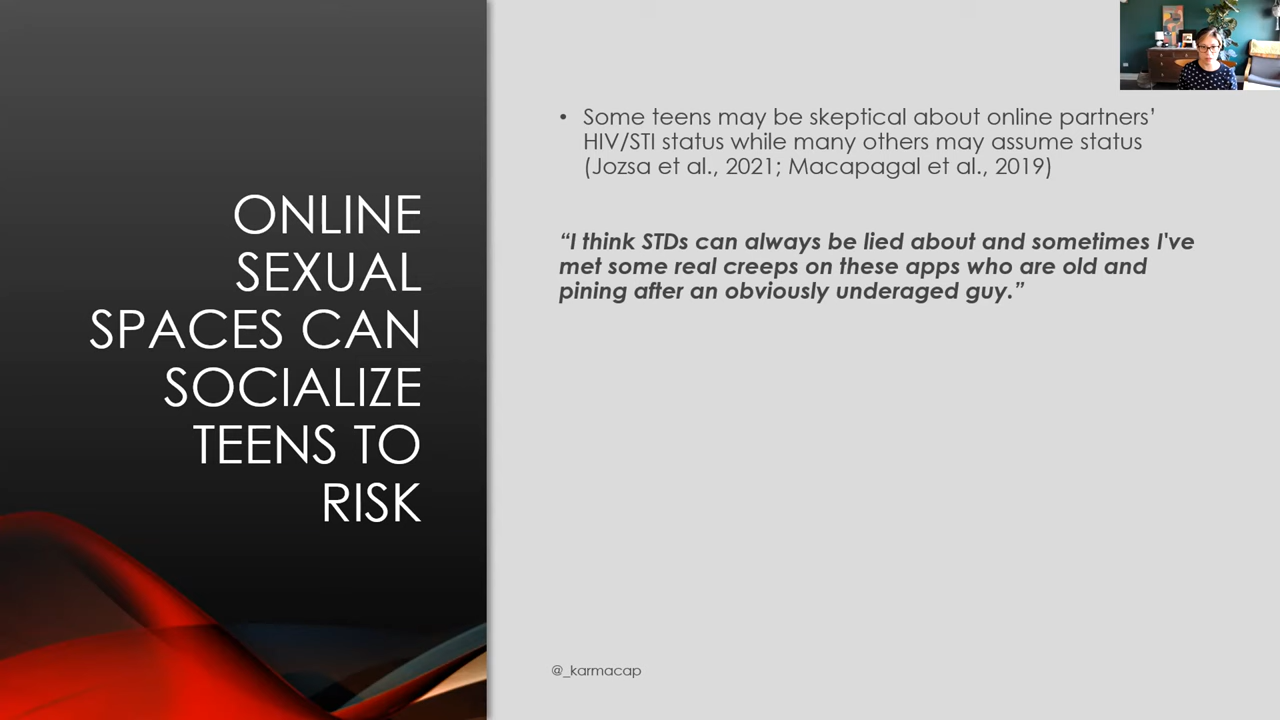 ONLINE
SEXUAL
SPACES CAN
SOCIALIZE
TEENS TO
RISK
• Some teens may be skeptical about online partners’
HIV/STI status while many others may assume status
(Jozsa et al., 2021; Macapagal et al., 2019)
“I think STDs can always be lied about and sometimes I've
met some real creeps on these apps who are old and
pining after an obviously underaged guy.”
@_karmacap